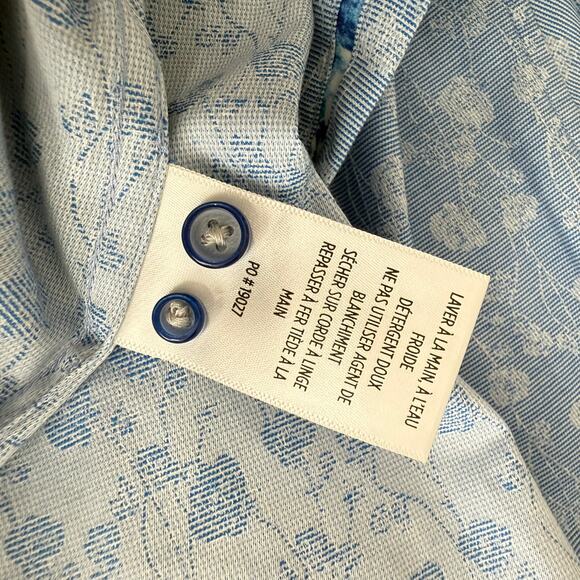 LAVER À LA MAIN, À L'EAU
FROIDE
DÉTERGENT DOUX
NE PAS UTILISER AGENT DE
BLANCHIMENT
SÉCHER SUR CORDE A LINGE
REPASSER À FER TIÈDE A LA
MAIN
PO # 19027